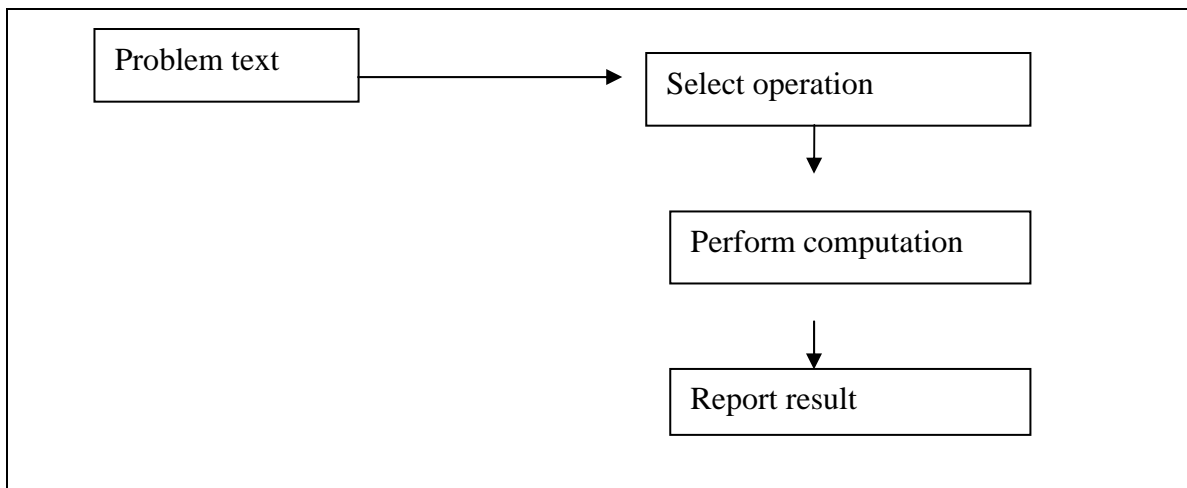 Problem text
Select operation
Perform computation
Report result